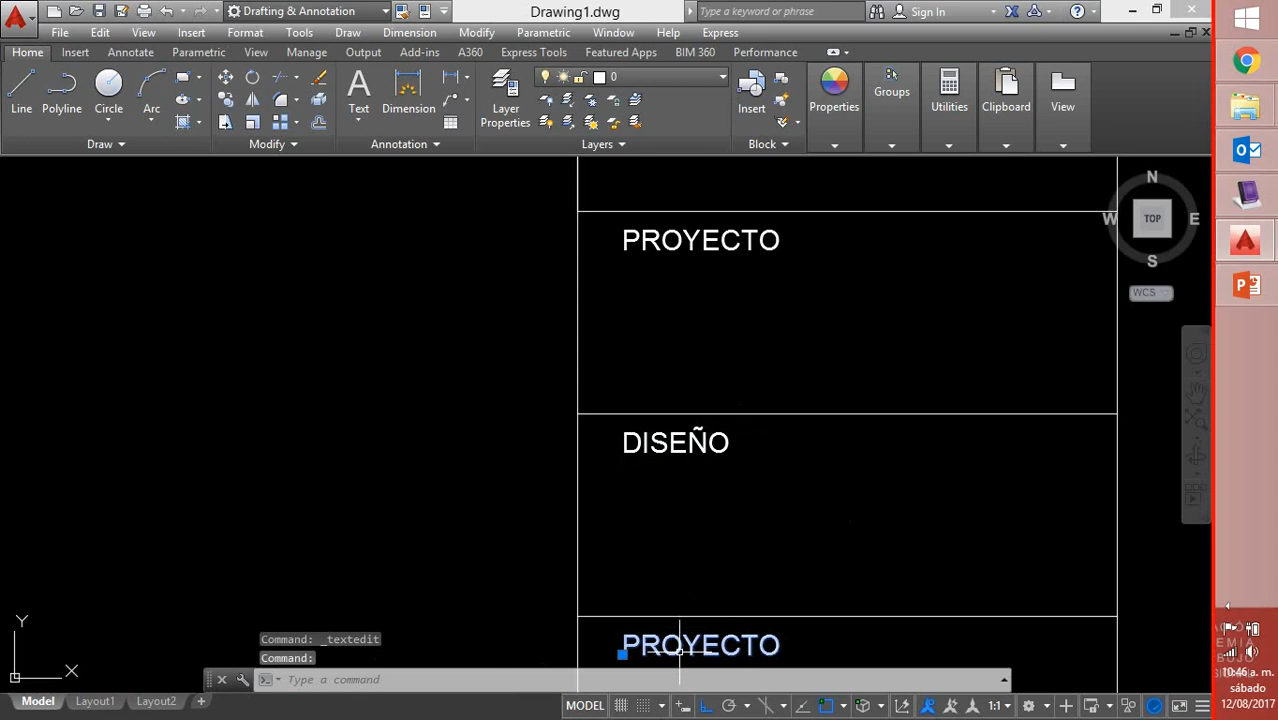 Drafting & Annotation
Drawing1.dwg
Type a keyword or phrase
Sign In
File Edit View Insert Format Tools Draw Dimension Modify Parametric Window Help Express
Home Insert Annotate Parametric View Manage Output Add-ins A360 Express Tools Featured Apps BIM 360 Performance
0
Line Polyline Circle Arc Text Dimension Layer Properties Insert Properties Groups Utilities Clipboard View
Draw Modify Annotation Layers Block
N
W TOP E
S
WCS
PROYECTO
DISEÑO
PROYECTO
Y
X
Command: _textedit
Command:
Type a command
Model Layout1 Layout2 +
MODEL 1:1
10:46 a. m.
sábado
12/08/2017